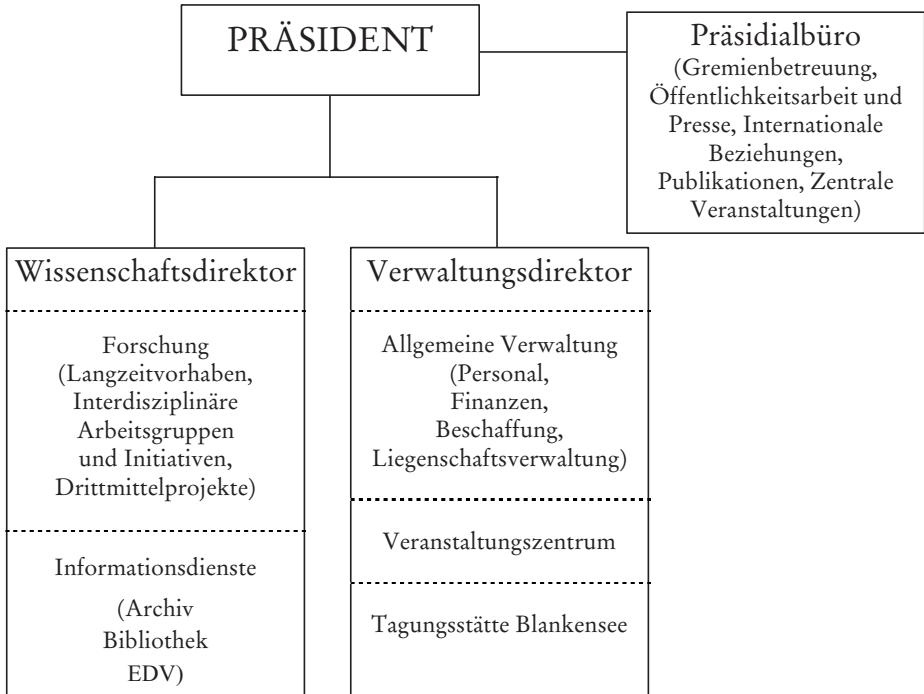 PRÄSIDENT
Präsidialbüro
(Gremienbetreuung,
Öffentlichkeitsarbeit und
Presse, Internationale
Beziehungen,
Publikationen, Zentrale
Veranstaltungen)
Wissenschaftsdirektor
Forschung
(Langzeitvorhaben,
Interdisziplinäre
Arbeitsgruppen
und Initiativen,
Drittmittelprojekte)
Informationsdienste
(Archiv
Bibliothek
EDV)
Verwaltungsdirektor
Allgemeine Verwaltung
(Personal,
Finanzen,
Beschaffung,
Liegenschaftsverwaltung)
Veranstaltungszentrum
Tagungsstätte Blankensee